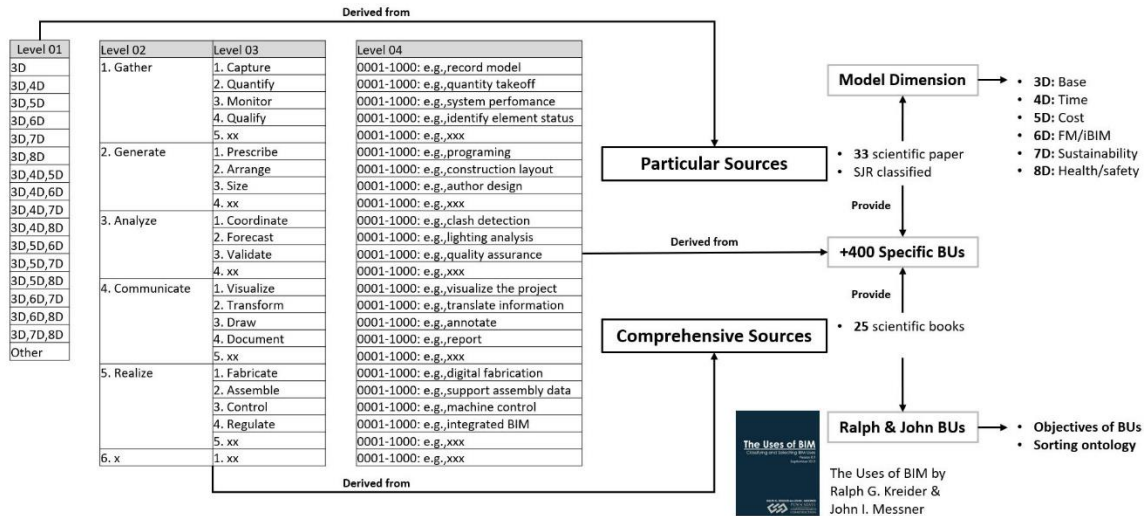 Derived from
Level 01
3D
3D,4D
3D,5D
3D,6D
3D,7D
3D,8D
3D,4D,5D
3D,4D,6D
3D,4D,7D
3D,4D,8D
3D,5D,6D
3D,5D,7D
3D,5D,8D
3D,6D,7D
3D,6D,8D
3D,7D,8D
Other
Level 02 Level 03 Level 04
1. Gather 1. Capture 0001-1000: e.g.,record model
2. Quantify 0001-1000: e.g.,quantity takeoff
3. Monitor 0001-1000: e.g.,system perfomance
4. Qualify 0001-1000: e.g.,identify element status
5. xx 0001-1000: e.g.,xxx
2. Generate 1. Prescribe 0001-1000: e.g.,programing
2. Arrange 0001-1000: e.g.,construction layout
3. Size 0001-1000: e.g.,author design
4. xx 0001-1000: e.g.,xxx
3. Analyze 1. Coordinate 0001-1000: e.g.,clash detection
2. Forecast 0001-1000: e.g.,lighting analysis
3. Validate 0001-1000: e.g.,quality assurance
4. xx 0001-1000: e.g.,xxx
4. Communicate 1. Visualize 0001-1000: e.g.,visualize the project
2. Transform 0001-1000: e.g.,translate information
3. Draw 0001-1000: e.g.,annotate
4. Document 0001-1000: e.g.,report
5. xx 0001-1000: e.g.,xxx
5. Realize 1. Fabricate 0001-1000: e.g.,digital fabrication
2. Assemble 0001-1000: e.g.,support assembly data
3. Control 0001-1000: e.g.,machine control
4. Regulate 0001-1000: e.g.,integrated BIM
5. xx 0001-1000: e.g.,xxx
6. x 1. xx 0001-1000: e.g.,xxx
Derived from
Particular Sources
Derived from
Comprehensive Sources
Model Dimension
• 3D: Base
• 4D: Time
• 5D: Cost
• 6D: FM/iBIM
• 7D: Sustainability
• 8D: Health/safety
• 33 scientific paper
• SJR classified
Provide
+400 Specific BUs
Provide
• 25 scientific books
Ralph & John BUs
• Objectives of BUs
• Sorting ontology
The Uses of BIM
The Uses of BIM by
Ralph G. Kreider &
John I. Messner